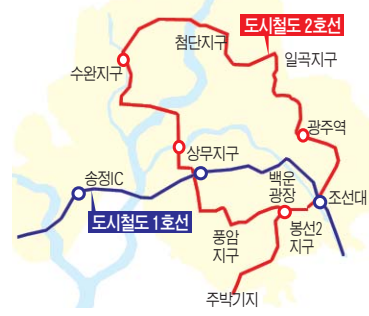 도시철도 2호선
첨단지구
일곡지구
수완지구
광주역
상무지구
송정IC
백운
광장
조선대
도시철도 1호선
풍암
지구
봉선2
지구
주박기지